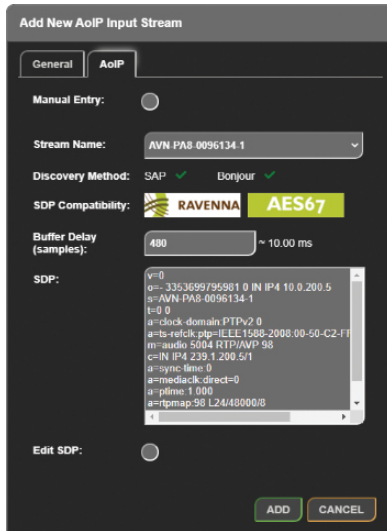 Add New AoIP Input Stream
General AoIP
Manual Entry:
Stream Name: AVN-PA8-0096134-1
Discovery Method: SAP Bonjour
SDP Compatibility: RAVENNA AES67
Buffer Delay
(samples): 480 ~ 10.00 ms
SDP:
v=0
o=- 3353699795981 0 IN IP4 10.0.200.5
s=AVN-PA8-0096134-1
t=0 0
a=clock-domain:PTPv2 0
a=ts-refclk:ptp=IEEE1588-2008:00-50-C2-FF
m=audio 5004 RTP/AVP 98
c=IN IP4 239.1.200.5/1
a=sync-time:0
a=mediaclk:direct=0
a=ptime:1.000
a=rtpmap:98 L24/48000/8
Edit SDP:
ADD CANCEL